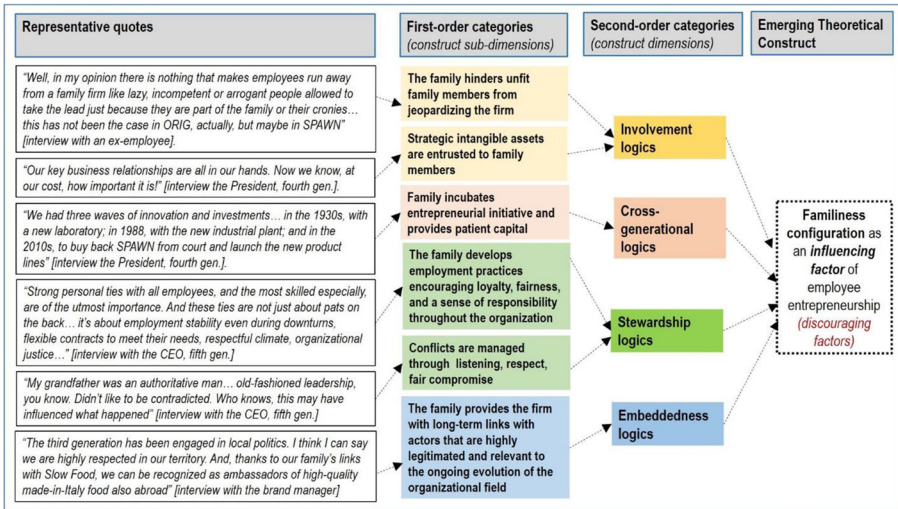 Representative quotes
First-order categories
(construct sub-dimensions)
Second-order categories
(construct dimensions)
Emerging Theoretical
Construct
“Well, in my opinion there is nothing that makes employees run away
from a family firm like lazy, incompetent or arrogant people allowed to
take the lead just because they are part of the family or their cronies…
this has not been the case in ORIG, actually, but maybe in SPAWN”
[interview with an ex-employee].
“Our key business relationships are all in our hands. Now we know, at
our cost, how important it is!” [interview the President, fourth gen.].
“We had three waves of innovation and investments… in the 1930s, with
a new laboratory; in 1988, with the new industrial plant; and in the
2010s, to buy back SPAWN from court and launch the new product
lines” [interview the President, fourth gen.].
“Strong personal ties with all employees, and the most skilled especially,
are of the utmost importance. And these ties are not just about pats on
the back… it’s about employment stability even during downturns,
flexible contracts to meet their needs, respectful climate, organizational
justice…” [interview with the CEO, fifth gen.]
“My grandfather was an authoritative man… old-fashioned leadership,
you know. Didn’t like to be contradicted. Who knows, this may have
influenced what happened” [interview with the CEO, fifth gen.]
“The third generation has been engaged in local politics. I think I can say
we are highly respected in our territory. And, thanks to our family’s links
with Slow Food, we can be recognized as ambassadors of high-quality
made-in-Italy food also abroad” [interview with the brand manager]
The family hinders unfit
family members from
jeopardizing the firm
Strategic intangible assets
are entrusted to family
members
Family incubates
entrepreneurial initiative and
provides patient capital
The family develops
employment practices
encouraging loyalty, fairness,
and a sense of responsibility
throughout the organization
Conflicts are managed
through listening, respect,
fair compromise
The family provides the firm
with long-term links with
actors that are highly
legitimated and relevant to
the ongoing evolution of the
organizational field
Involvement
logics
Cross-
generational
logics
Stewardship
logics
Embeddedness
logics
Familiness
configuration as
an influencing
factor of
employee
entrepreneurship
(discouraging
factors)